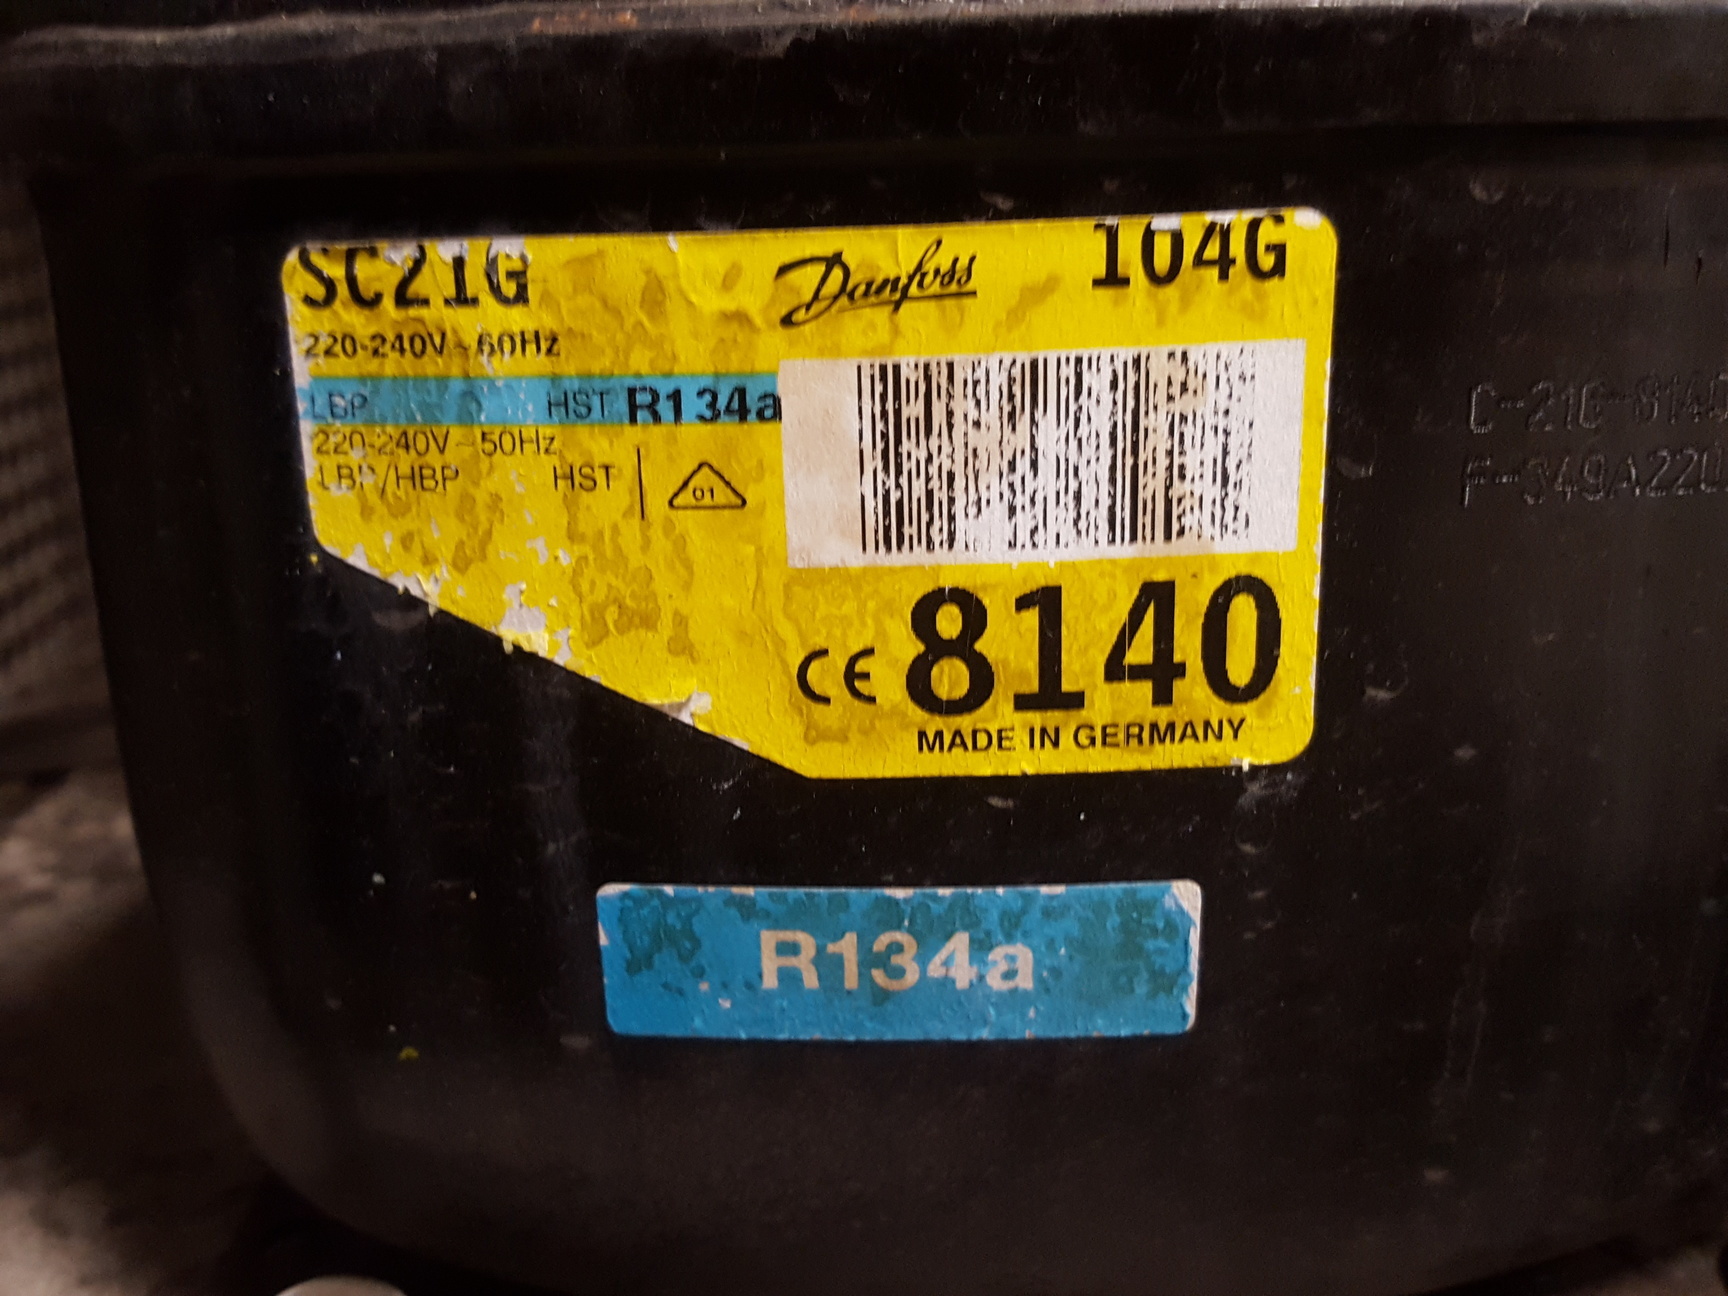 SC21G Danfoss 104G
220-240V~60Hz
LBP HST R134a
220-240V~50Hz
LBP/HBP HST 01
CE 8140
MADE IN GERMANY
R134a